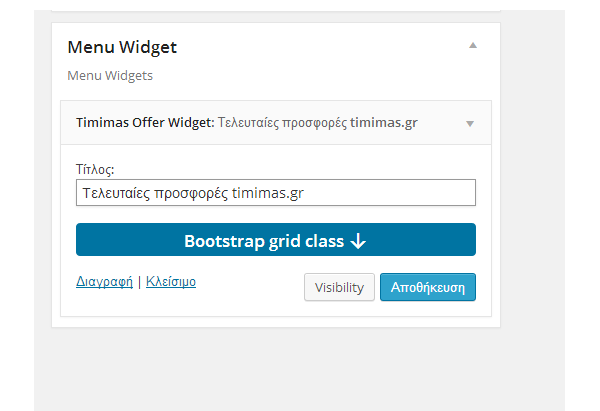 Menu Widget
Menu Widgets
Timimas Offer Widget: Τελευταίες προσφορές timimas.gr
Τίτλος:
Τελευταίες προσφορές timimas.gr
Bootstrap grid class ↓
Διαγραφή | Κλείσιμο
Visibility
Αποθήκευση